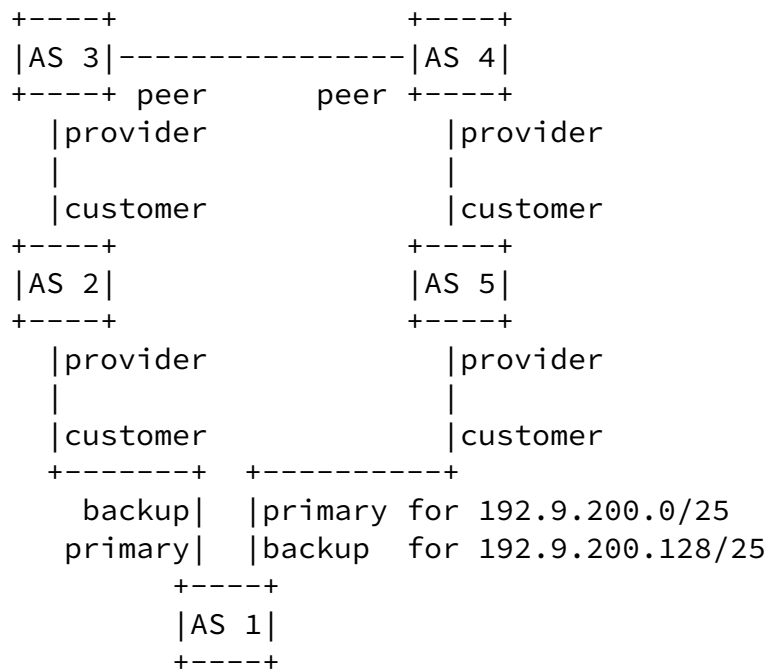 +----+                +----+
|AS 3|----------------|AS 4|
+----+ peer      peer +----+
  |provider             |provider
  |                     |
  |customer             |customer
+----+                +----+
|AS 2|                |AS 5|
+----+                +----+
  |provider             |provider
  |                     |
  |customer             |customer
  +-------+  +----------+
    backup|  |primary for 192.9.200.0/25
   primary|  |backup  for 192.9.200.128/25
         +----+
         |AS 1|
         +----+